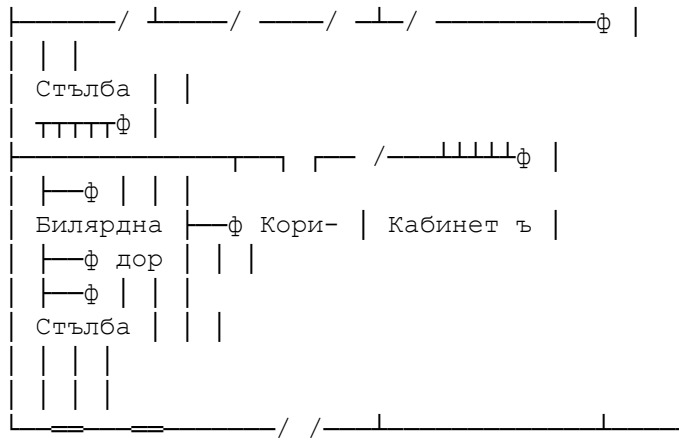 ├───────/ ┴────/ ────/ ─┴─/ ───────────ф │
│ │ │
│ Стълба │ │
│ ┬┬┬┬┬ф │
├───────────────┬───┐ ┌── /───┴┴┴┴┴ф │
│ ├──ф │ │ │
│ Билярдна ├──ф Кори- │ Кабинет ъ │
│ ├──ф дор │ │ │
│ ├──ф │ │ │
│ Стълба │ │ │
│ │ │ │
│ │ │ │
└──══───══───────/ /───┴──────────────┴─────